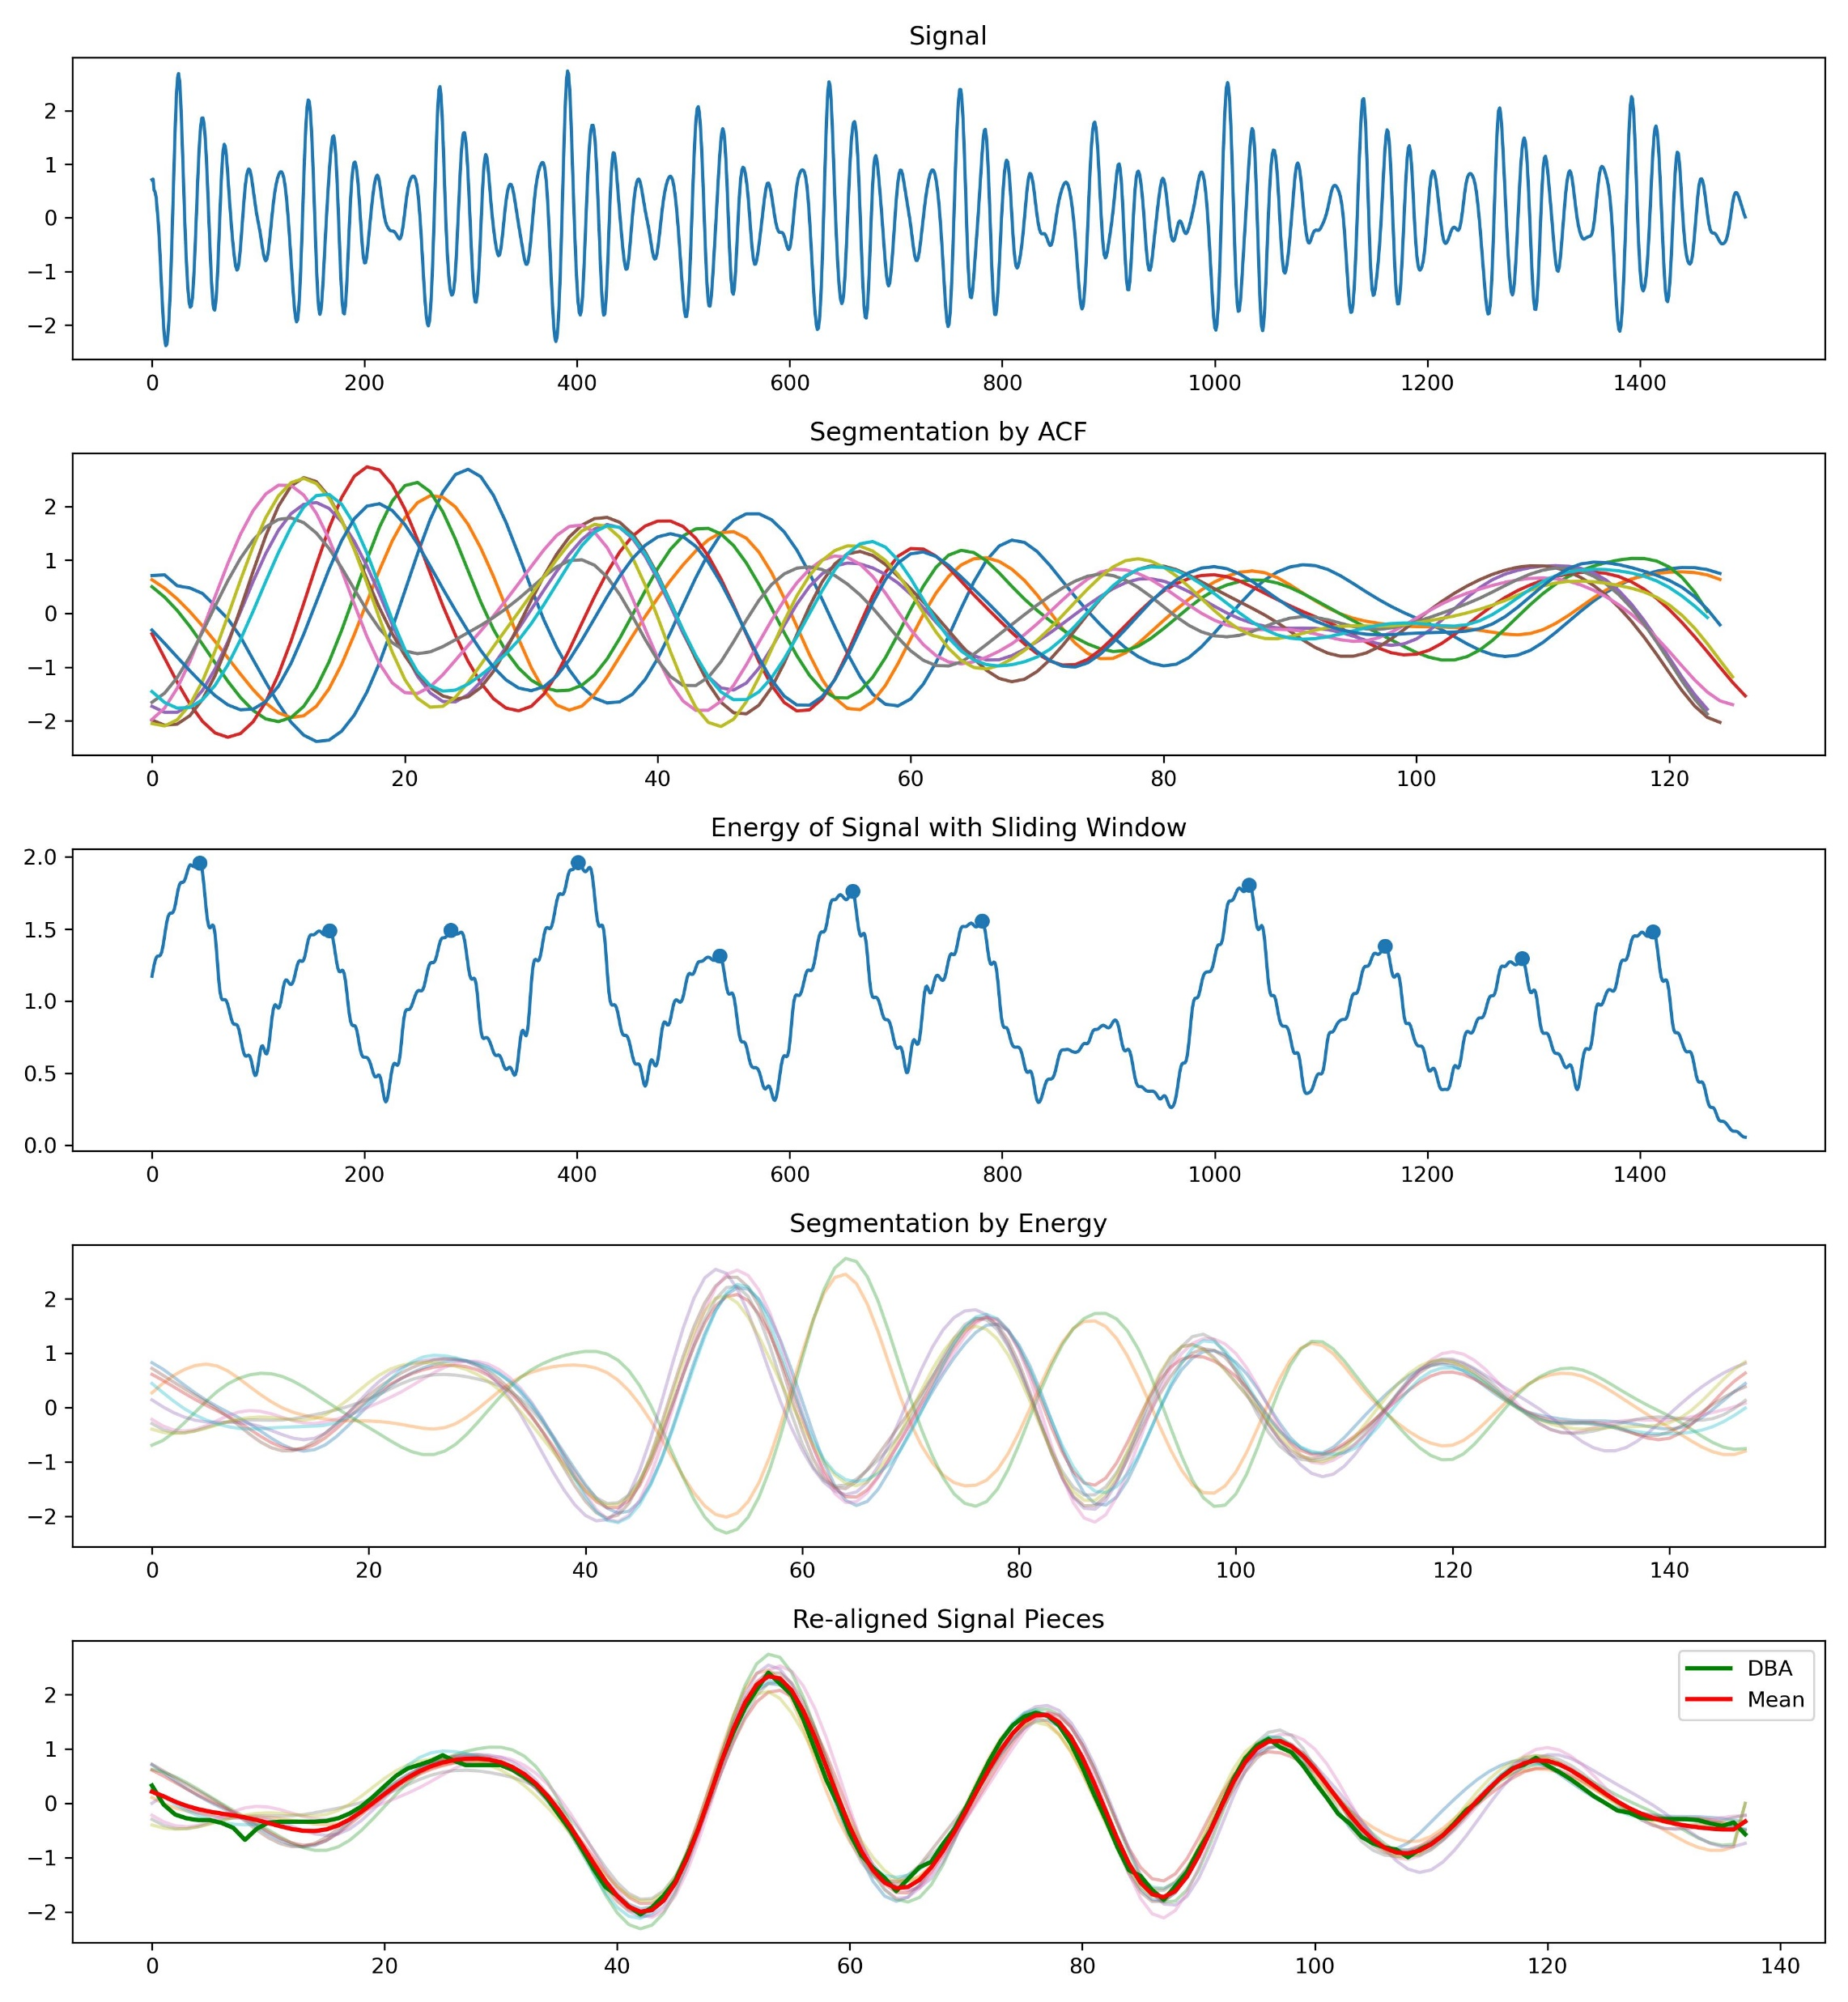 Signal
2
1
0
−1
−2
0 200 400 600 800 1000 1200 1400
Segmentation by ACF
2
1
0
−1
−2
0 20 40 60 80 100 120
Energy of Signal with Sliding Window
2.0
1.5
1.0
0.5
0.0
0 200 400 600 800 1000 1200 1400
Segmentation by Energy
2
1
0
−1
−2
0 20 40 60 80 100 120 140
Re-aligned Signal Pieces
DBA
Mean
2
1
0
−1
−2
0 20 40 60 80 100 120 140